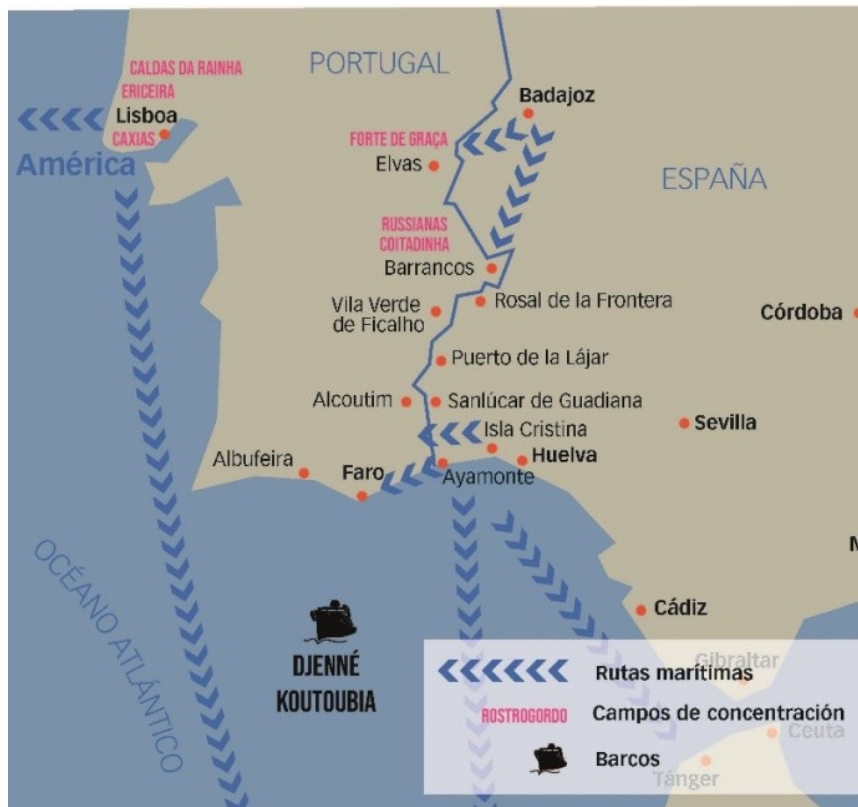 CALDAS DA RAINHA
PORTUGAL
ERICEIRA
Badajoz
Lisboa
CAXIAS
FORTE DE GRAÇA
América
Elvas
ESPAÑA
RUSSIANAS
COITADINHA
Barrancos
Rosal de la Frontera
Vila Verde
de Ficalho
Córdoba
Puerto de la Lájar
Alcoutim
Sanlúcar de Guadiana
Sevilla
Isla Cristina
Albufeira
Faro
Huelva
Ayamonte
OCÉANO ATLÁNTICO
Cádiz
DJENNÉ
KOUTOUBIA
Gibraltar
Rutas marítimas
ROSTROGORDO
Campos de concentración
Ceuta
Barcos
Tánger